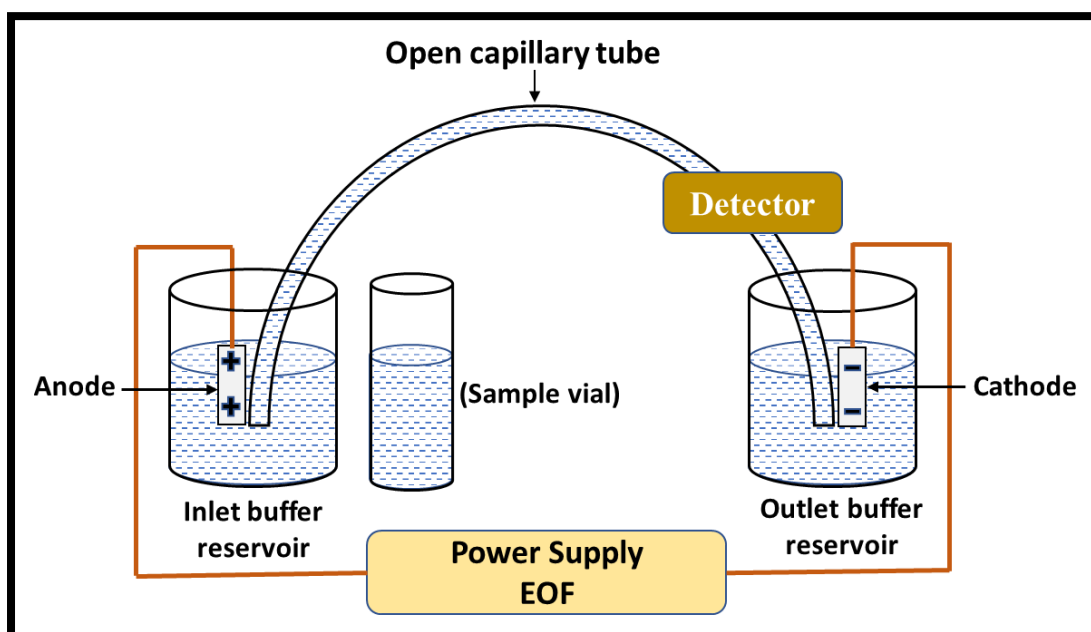 Open capillary tube
Detector
Anode
(Sample vial)
Cathode
Inlet buffer
reservoir
Outlet buffer
reservoir
Power Supply
EOF